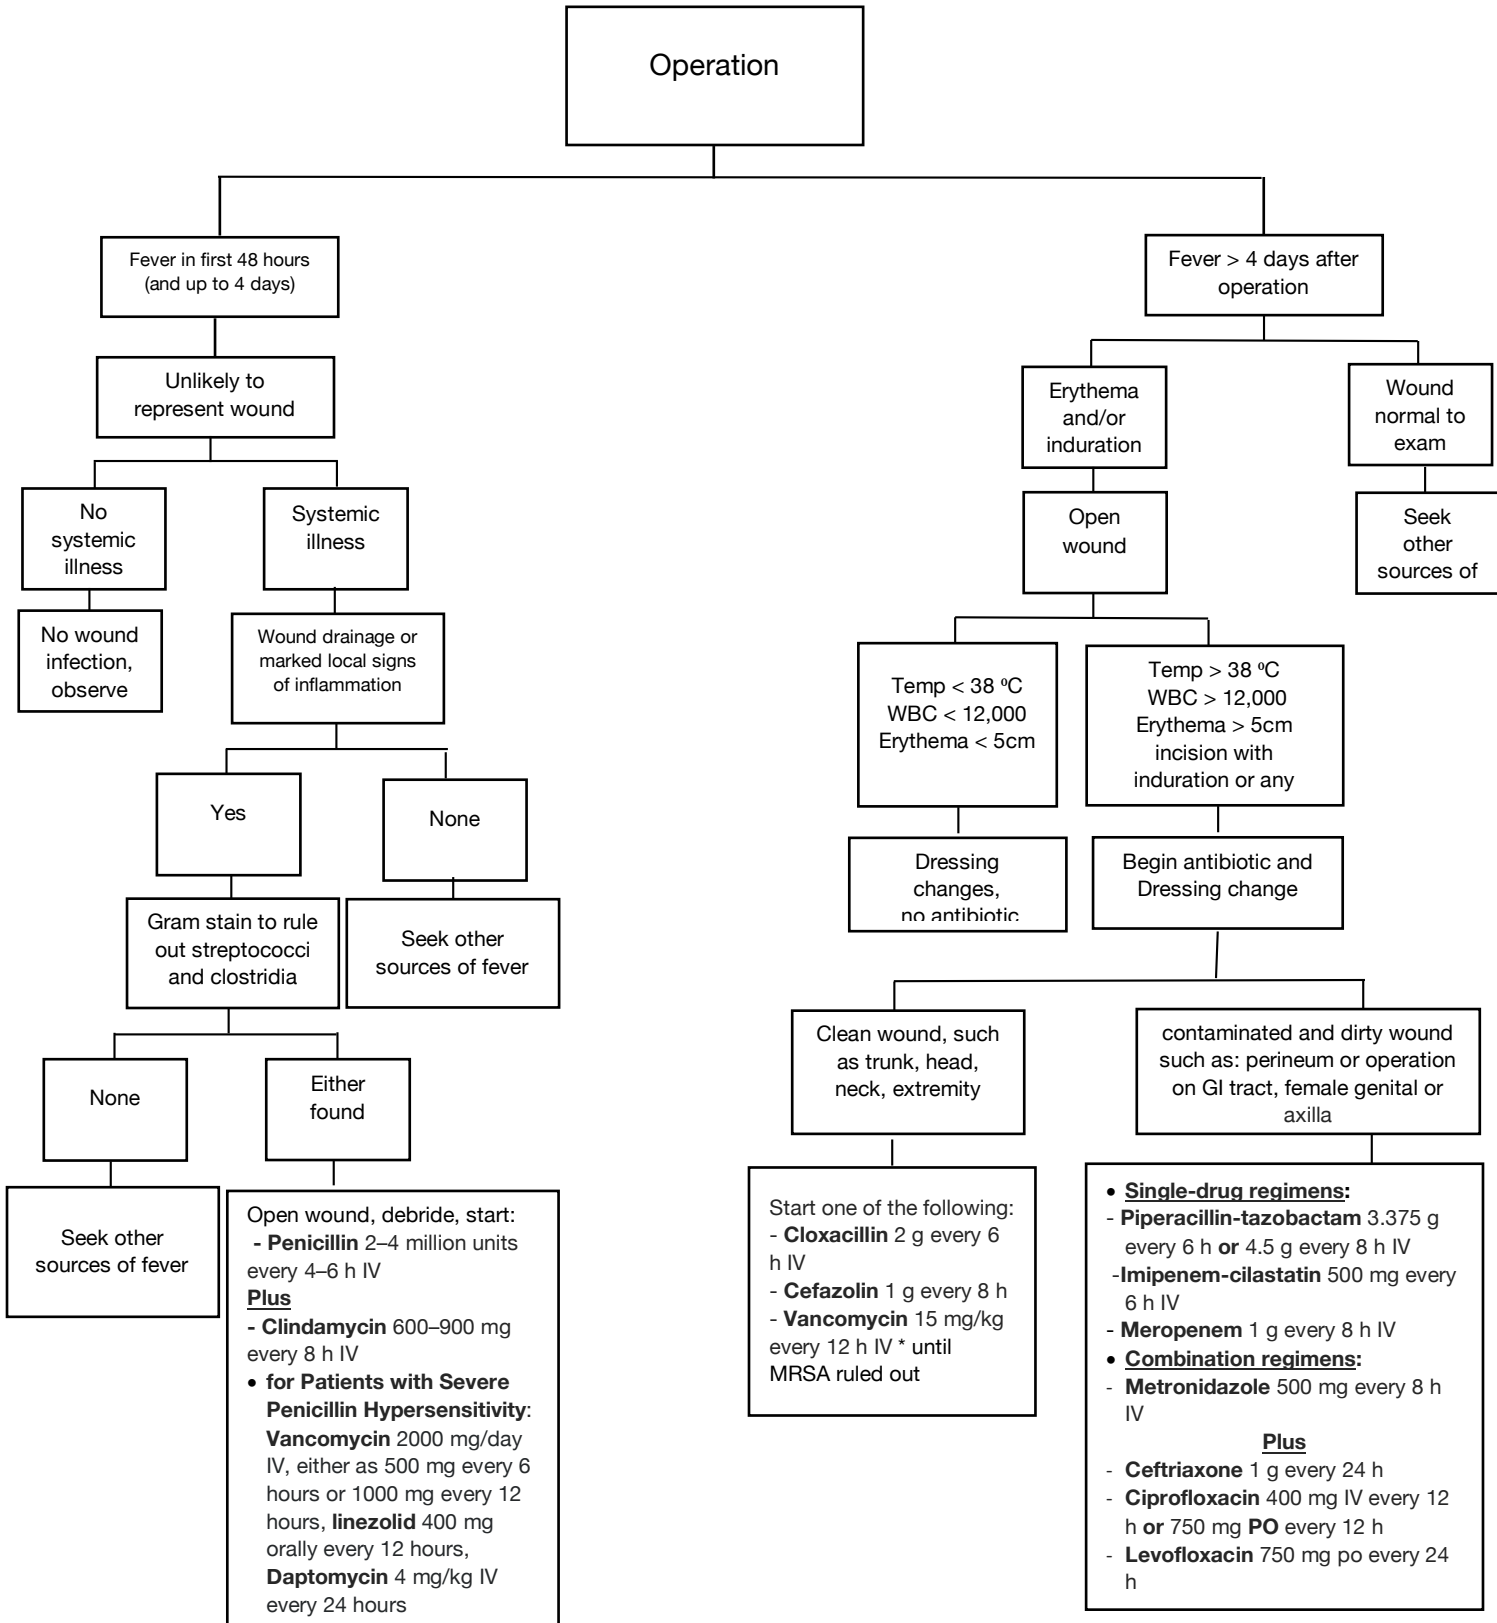 Operation
Fever in first 48 hours
(and up to 4 days)
Unlikely to
represent wound
No
systemic
illness
Systemic
illness
No wound
infection,
observe
Wound drainage or
marked local signs
of inflammation
Yes
None
Gram stain to rule
out streptococci
and clostridia
Seek other
sources of fever
None
Either
found
Seek other
sources of fever
Open wound, debride, start:
- Penicillin 2–4 million units
every 4–6 h IV
Plus
- Clindamycin 600–900 mg
every 8 h IV
• for Patients with Severe
Penicillin Hypersensitivity:
Vancomycin 2000 mg/day
IV, either as 500 mg every 6
hours or 1000 mg every 12
hours, linezolid 400 mg
orally every 12 hours,
Daptomycin 4 mg/kg IV
every 24 hours
Fever > 4 days after
operation
Erythema
and/or
induration
Wound
normal to
exam
Open
wound
Seek
other
sources of
Temp < 38 ºC
WBC < 12,000
Erythema < 5cm
Temp > 38 ºC
WBC > 12,000
Erythema > 5cm
incision with
induration or any
Dressing
changes,
no antibiotic
Begin antibiotic and
Dressing change
Clean wound, such
as trunk, head,
neck, extremity
contaminated and dirty wound
such as: perineum or operation
on GI tract, female genital or
axilla
Start one of the following:
- Cloxacillin 2 g every 6
h IV
- Cefazolin 1 g every 8 h
- Vancomycin 15 mg/kg
every 12 h IV * until
MRSA ruled out
• Single-drug regimens:
- Piperacillin-tazobactam 3.375 g
every 6 h or 4.5 g every 8 h IV
-Imipenem-cilastatin 500 mg every
6 h IV
- Meropenem 1 g every 8 h IV
• Combination regimens:
- Metronidazole 500 mg every 8 h
IV
Plus
- Ceftriaxone 1 g every 24 h
- Ciprofloxacin 400 mg IV every 12
h or 750 mg PO every 12 h
- Levofloxacin 750 mg po every 24
h